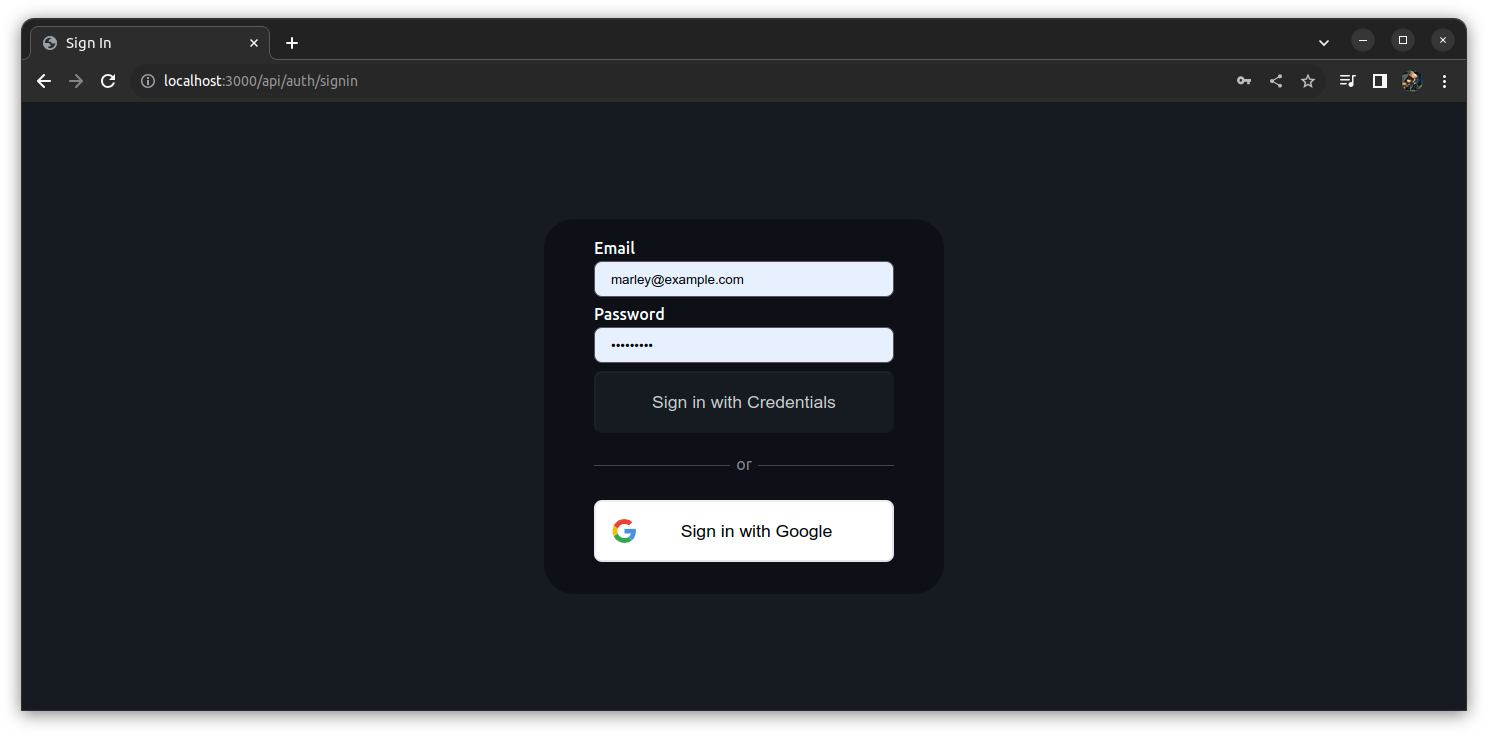 Sign In
localhost:3000/api/auth/signin
Email
marley@example.com
Password
•••••••••
Sign in with Credentials
or
Sign in with Google